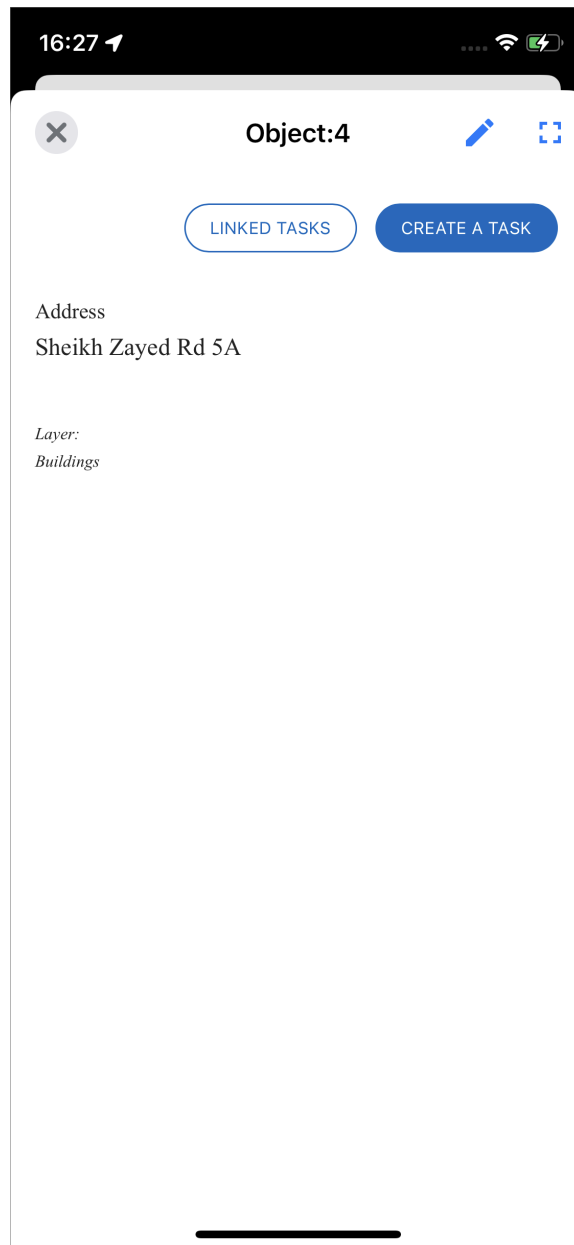 16:27
Object:4
LINKED TASKS
CREATE A TASK
Address
Sheikh Zayed Rd 5A
Layer:
Buildings